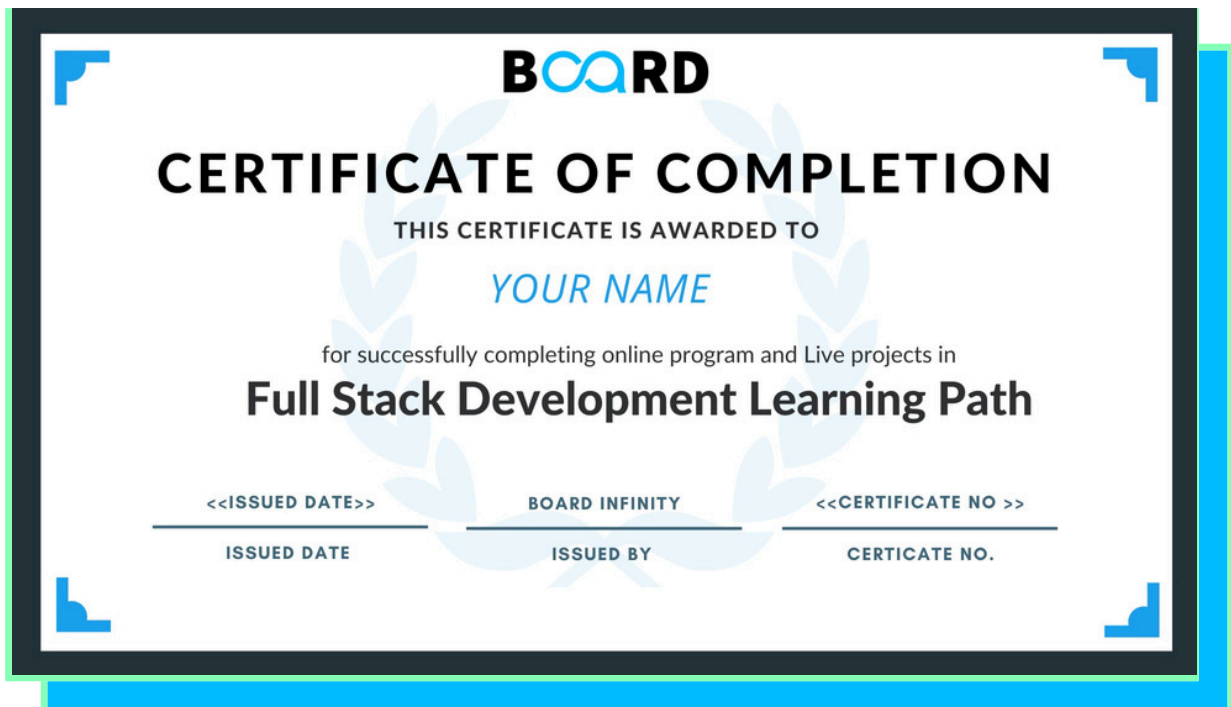 BOARD
CERTIFICATE OF COMPLETION
THIS CERTIFICATE IS AWARDED TO
YOUR NAME
for successfully completing online program and Live projects in
Full Stack Development Learning Path
<<ISSUED DATE>> BOARD INFINITY <<CERTIFICATE NO >>
ISSUED DATE ISSUED BY CERTICATE NO.